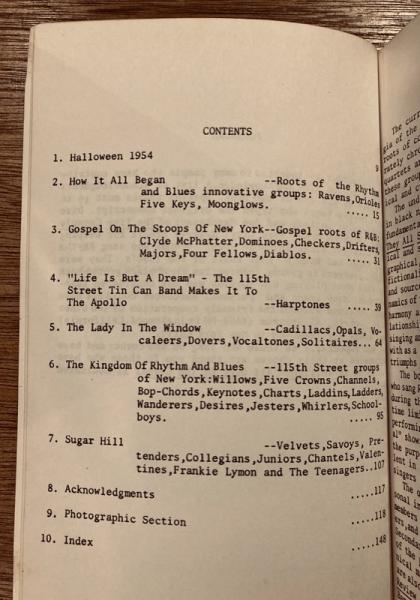 CONTENTS
1. Halloween 1954
9
2. How It All Began --Roots of the Rhythm
and Blues innovative groups: Ravens,Orioles
Five Keys, Moonglows. ..... 15
3. Gospel On The Stoops Of New York--Gospel roots of R&B:
Clyde McPhatter,Dominoes,Checkers,Drifters,
Majors,Four Fellows,Diablos. ..... 31
4. "Life Is But A Dream" - The 115th
Street Tin Can Band Makes It To
The Apollo --Harptones ..... 39
5. The Lady In The Window --Cadillacs,Opals, Vo-
caleers,Dovers,Vocaltones,Solitaires... 64
6. The Kingdom Of Rhythm And Blues --115th Street groups
of New York:Willows,Five Crowns,Channels,
Bop-Chords,Keynotes,Charts,Laddins,Ladders,
Wanderers,Desires,Jesters,Whirlers,School-
boys. ..... 95
7. Sugar Hill --Velvets,Savoys, Pre-
tenders,Collegians,Juniors,Chantels,Valen-
tines,Frankie Lymon and The Teenagers..107
8. Acknowledgments .....117
9. Photographic Section .....118
10. Index .....148